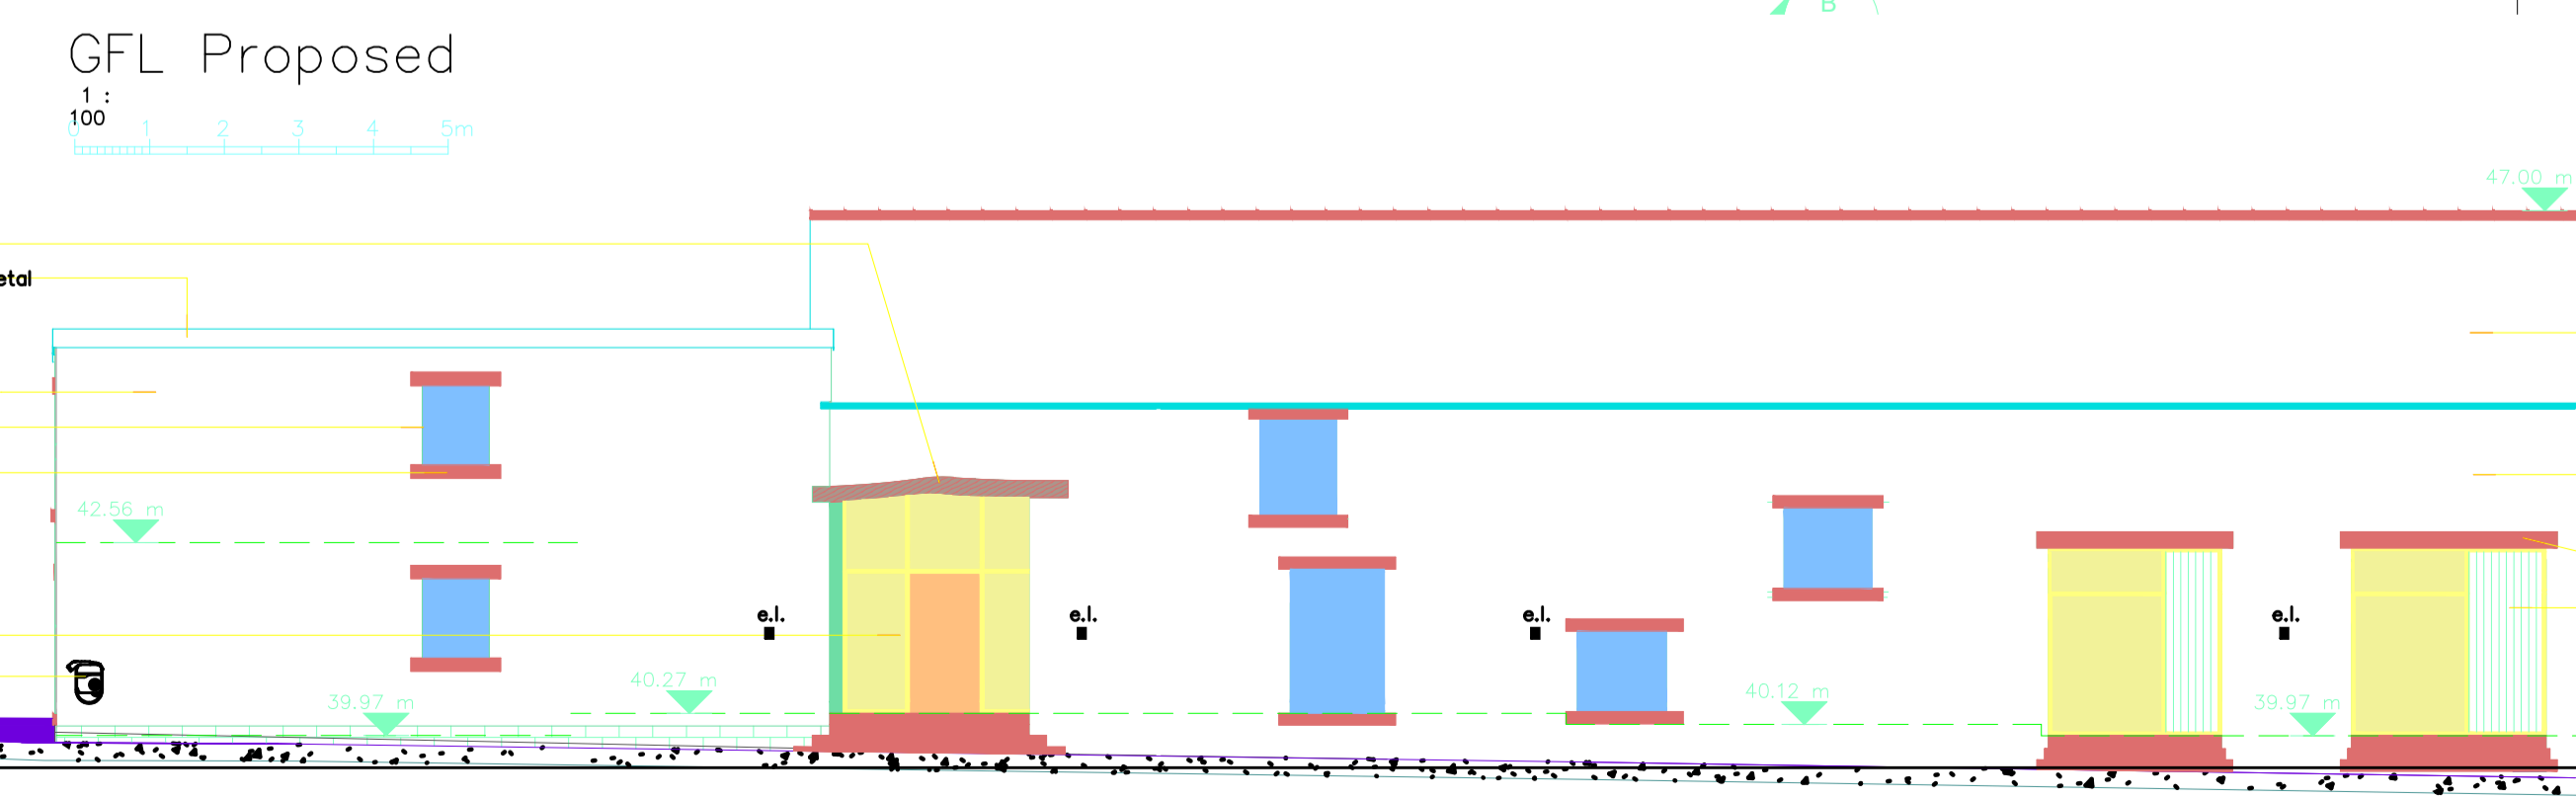 B
GFL Proposed
1 :
100
0 1 2 3 4 5m
47.00 m
etal
42.56 m
e.l. e.l. e.l. e.l.
40.27 m
40.12 m
39.97 m
39.97 m